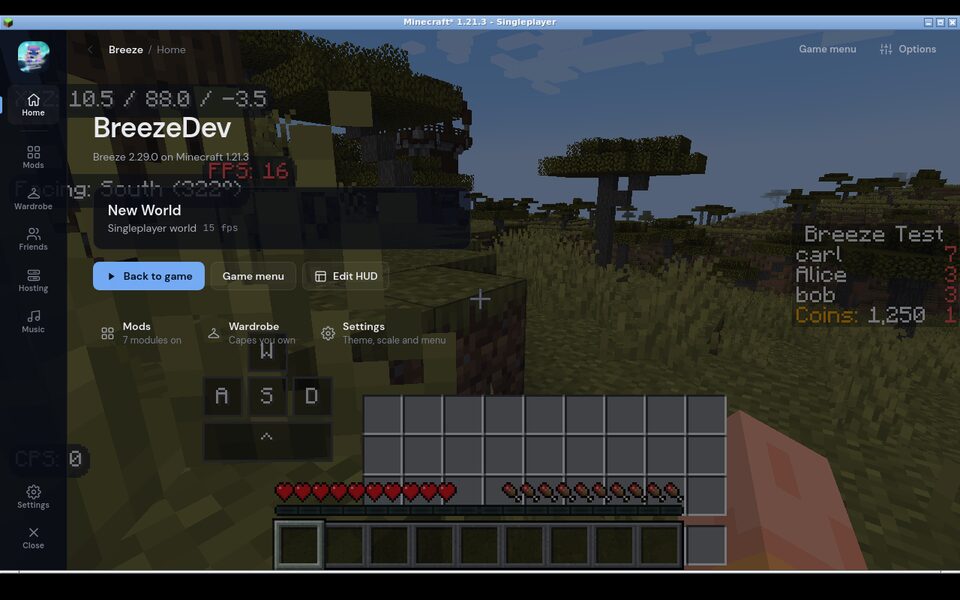 Minecraft* 1.21.3 - Singleplayer
Breeze / Home
Game menu
Options
10.5 / 88.0 / -3.5
Home
BreezeDev
Breeze 2.29.0 on Minecraft 1.21.3
FPS: 16
Mods
Facing: South (322°)
Wardrobe
New World
Singleplayer world 15 fps
Friends
Breeze Test
carl 7
Alice 3
bob 3
Coins: 1,250 1
Hosting
Back to game
Game menu
Edit HUD
Music
Mods
7 modules on
Wardrobe
Capes you own
Settings
Theme, scale and menu
W
A S D
^
CPS: 0
Settings
Close